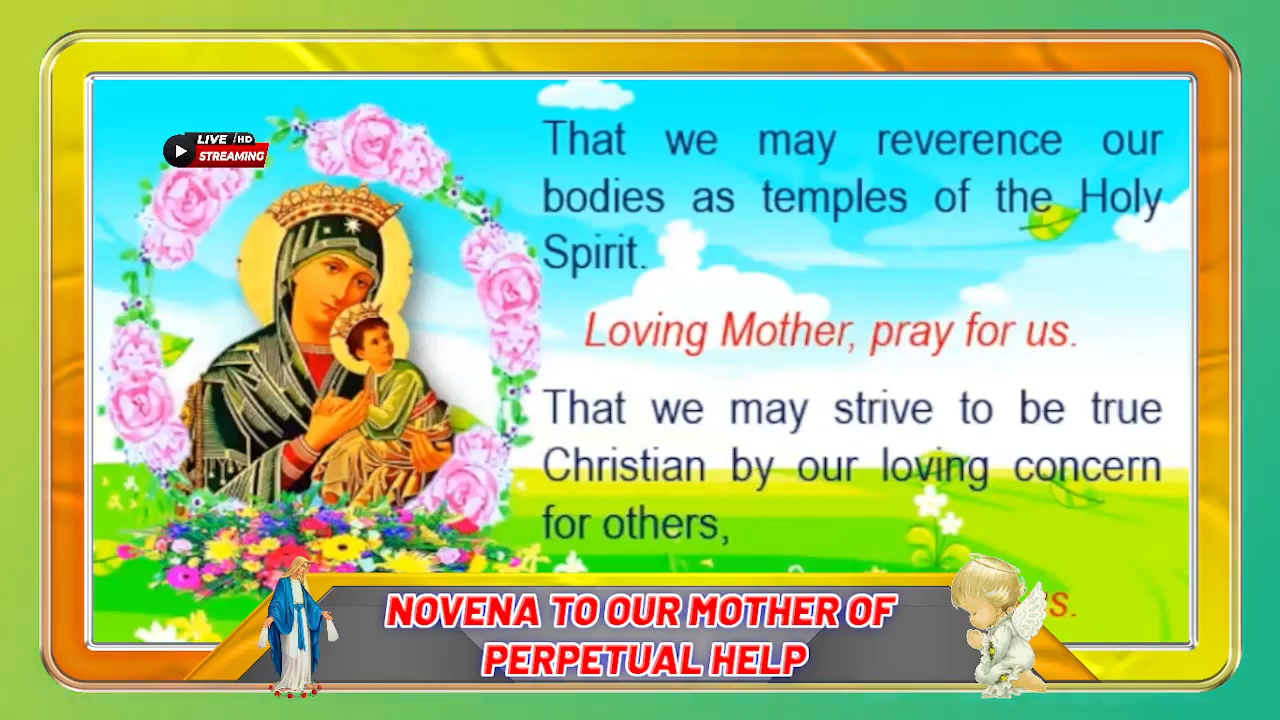 LIVE /HD
STREAMING
That we may reverence our
bodies as temples of the Holy
Spirit.
Loving Mother, pray for us.
That we may strive to be true
Christian by our loving concern
for others,
s.
NOVENA TO OUR MOTHER OF
PERPETUAL HELP